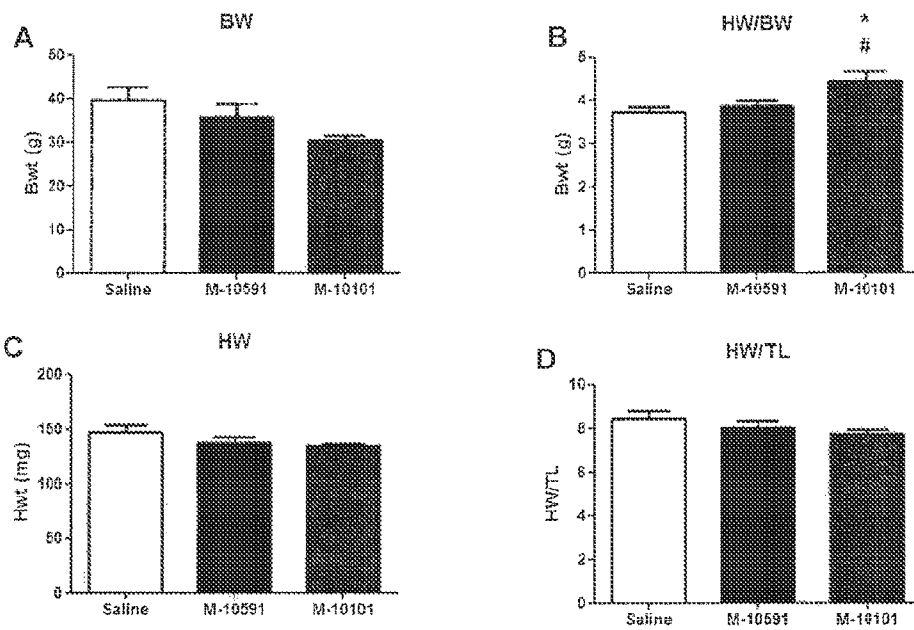 A
BW
Bwt (g)
50
40
30
20
10
0
Saline M-10591 M-10101
B
HW/BW
*
#
Bwt (g)
5
4
3
2
1
0
Saline M-10591 M-10101
C
HW
Hwt (mg)
200
150
100
50
0
Saline M-10591 M-10101
D
HW/TL
HW/TL
10
8
6
4
2
0
Saline M-10591 M-10101